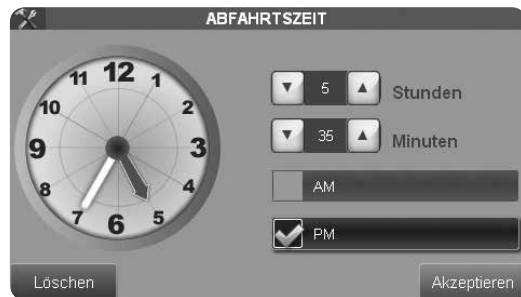 ABFAHRTSZEIT
12
11 1
10 2
9 3
8 4
7 5
6
5 Stunden
35 Minuten
AM
PM
Löschen Akzeptieren